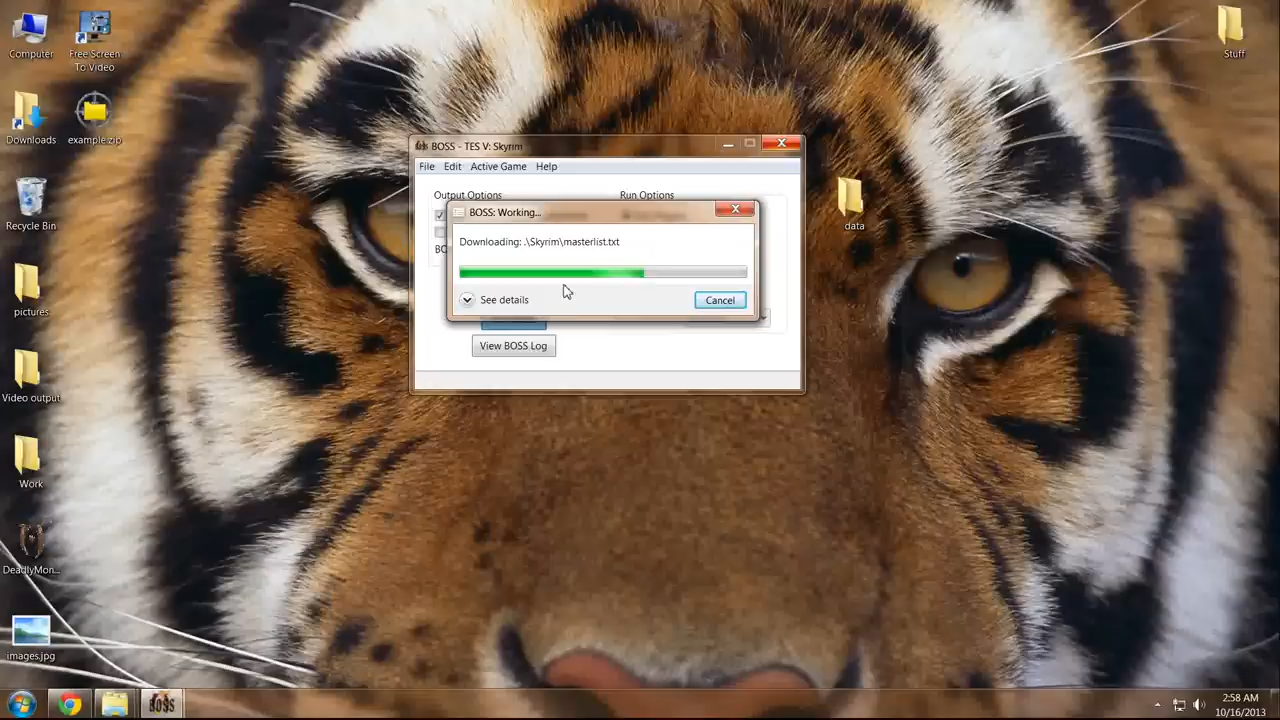 Computer
Free Screen
To Video
Stuff
Downloads
example.zip
BOSS - TES V: Skyrim
File Edit Active Game Help
Output Options Run Options
Recycle Bin
BOSS: Working...
data
Downloading: .\Skyrim\masterlist.txt
See details Cancel
pictures
View BOSS Log
Video output
Work
DeadlyMon...
images.jpg
BOSS
2:58 AM
10/16/2013